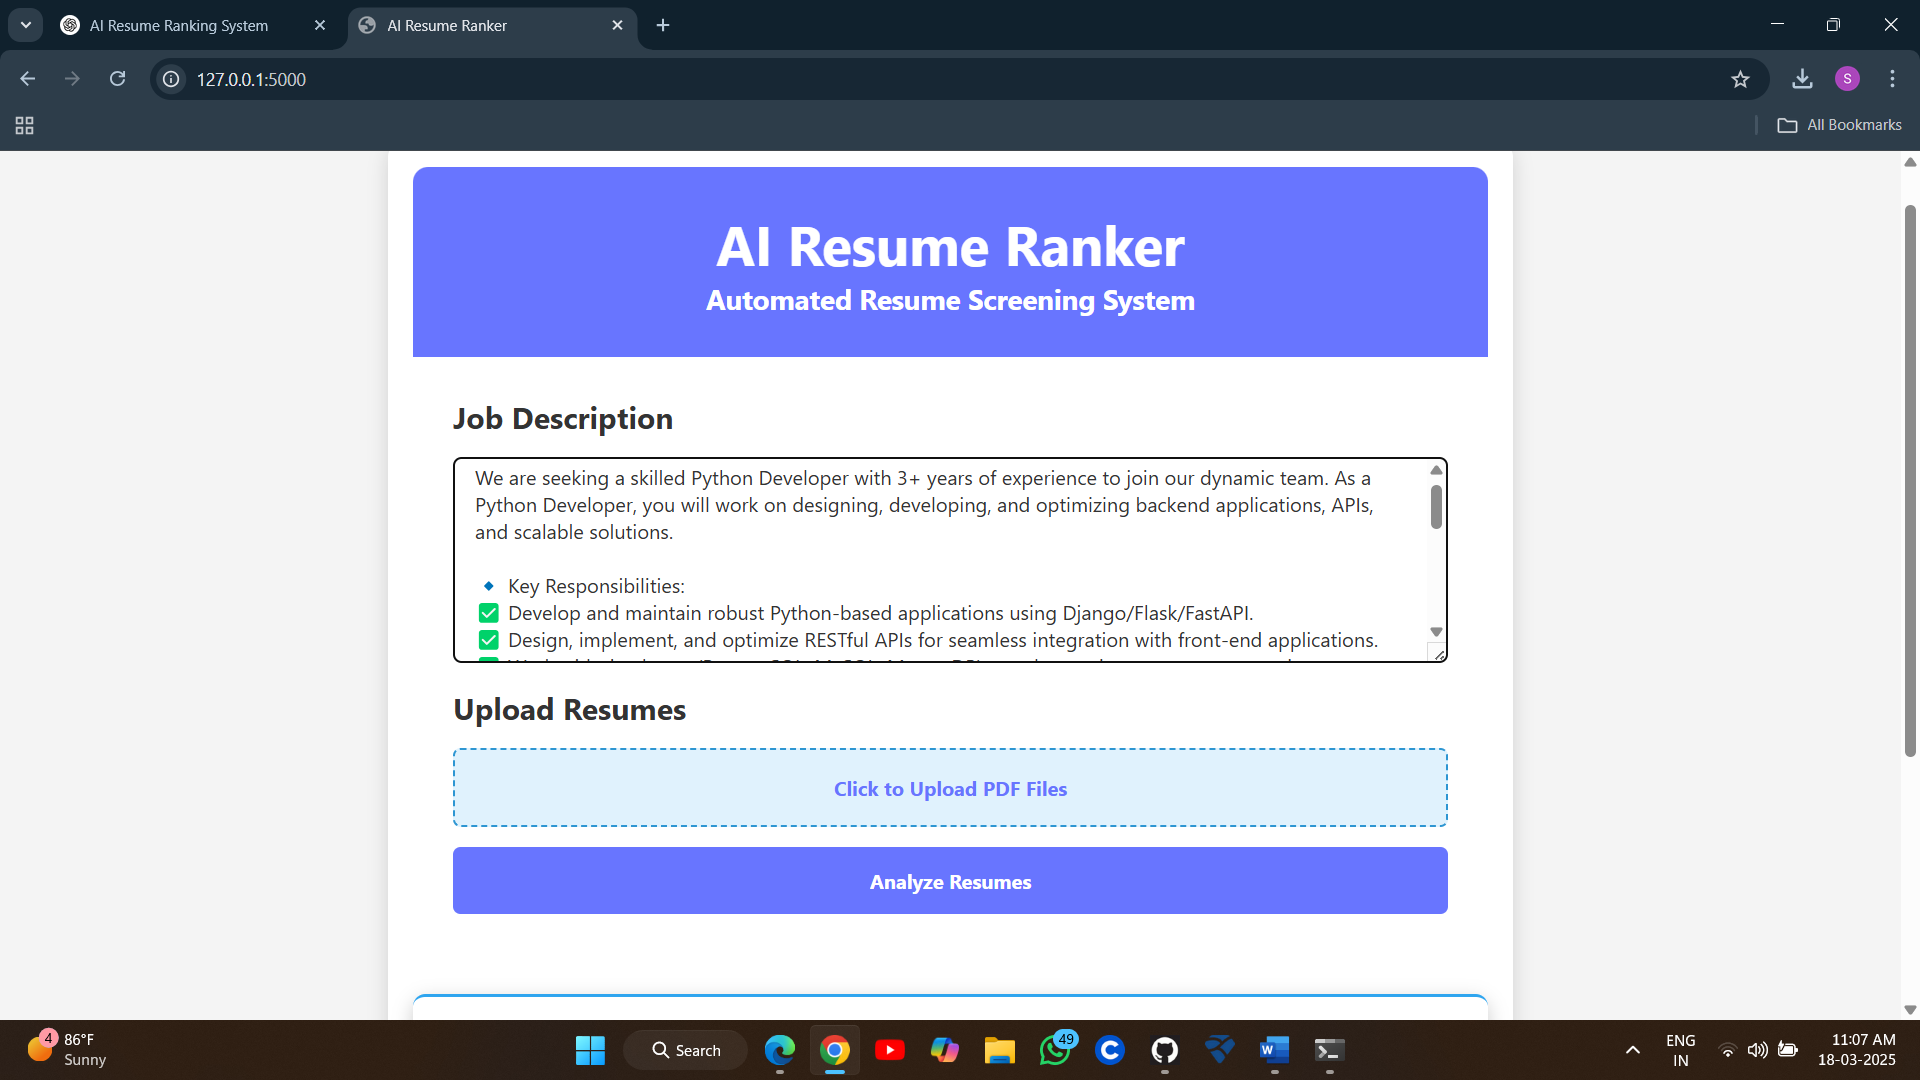 AI Resume Ranking System
AI Resume Ranker
127.0.0.1:5000
S
All Bookmarks
AI Resume Ranker
Automated Resume Screening System
Job Description
We are seeking a skilled Python Developer with 3+ years of experience to join our dynamic team. As a
Python Developer, you will work on designing, developing, and optimizing backend applications, APIs,
and scalable solutions.
🔹 Key Responsibilities:
✅ Develop and maintain robust Python-based applications using Django/Flask/FastAPI.
✅ Design, implement, and optimize RESTful APIs for seamless integration with front-end applications.
Upload Resumes
Click to Upload PDF Files
Analyze Resumes
4
86°F
Sunny
Search
49
ENG
IN
11:07 AM
18-03-2025